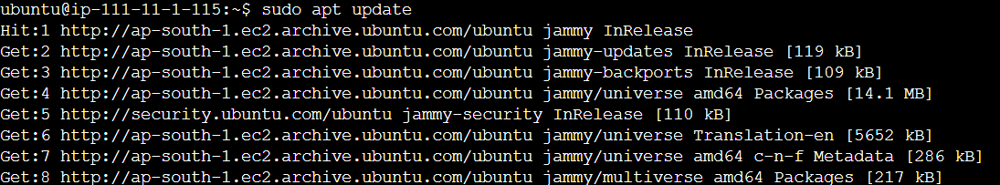 ubuntu@ip-111-11-1-115:~$ sudo apt update
Hit:1 http://ap-south-1.ec2.archive.ubuntu.com/ubuntu jammy InRelease
Get:2 http://ap-south-1.ec2.archive.ubuntu.com/ubuntu jammy-updates InRelease [119 kB]
Get:3 http://ap-south-1.ec2.archive.ubuntu.com/ubuntu jammy-backports InRelease [109 kB]
Get:4 http://ap-south-1.ec2.archive.ubuntu.com/ubuntu jammy/universe amd64 Packages [14.1 MB]
Get:5 http://security.ubuntu.com/ubuntu jammy-security InRelease [110 kB]
Get:6 http://ap-south-1.ec2.archive.ubuntu.com/ubuntu jammy/universe Translation-en [5652 kB]
Get:7 http://ap-south-1.ec2.archive.ubuntu.com/ubuntu jammy/universe amd64 c-n-f Metadata [286 kB]
Get:8 http://ap-south-1.ec2.archive.ubuntu.com/ubuntu jammy/multiverse amd64 Packages [217 kB]